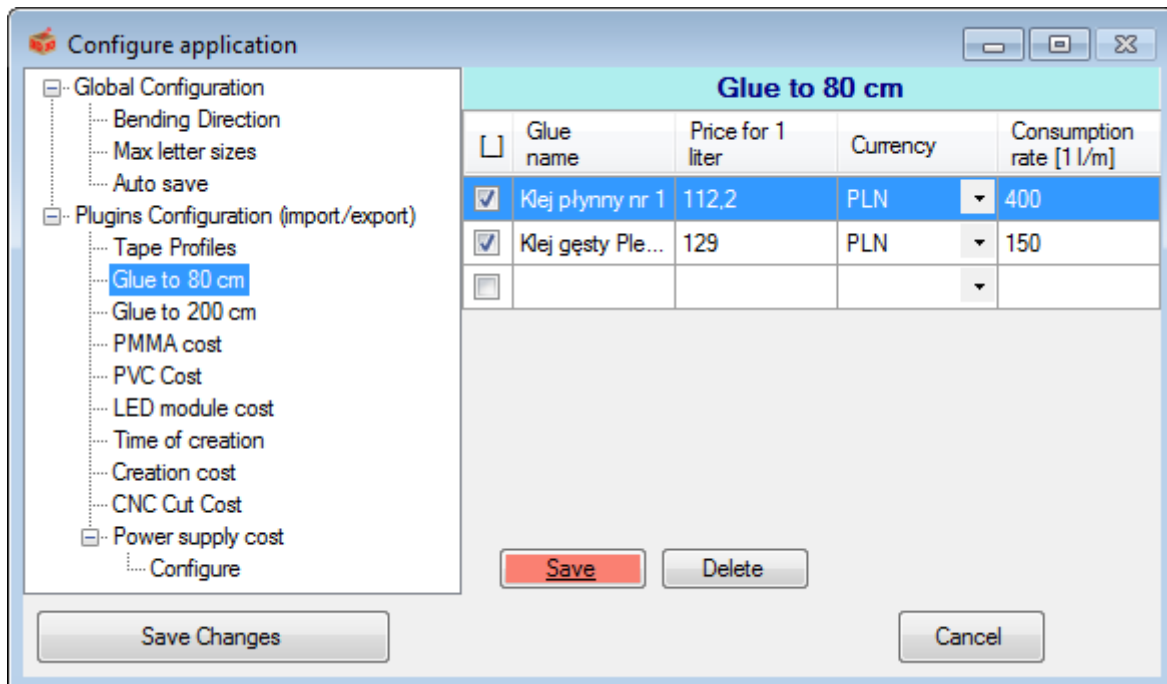 Configure application
Global Configuration
Bending Direction
Max letter sizes
Auto save
Plugins Configuration (import/export)
Tape Profiles
Glue to 80 cm
Glue to 200 cm
PMMA cost
PVC Cost
LED module cost
Time of creation
Creation cost
CNC Cut Cost
Power supply cost
Configure
Glue to 80 cm
[_] Glue name Price for 1 liter Currency Consumption rate [1 l/m]
Klej płynny nr 1 112,2 PLN 400
Klej gęsty Ple... 129 PLN 150
Save Delete
Save Changes Cancel